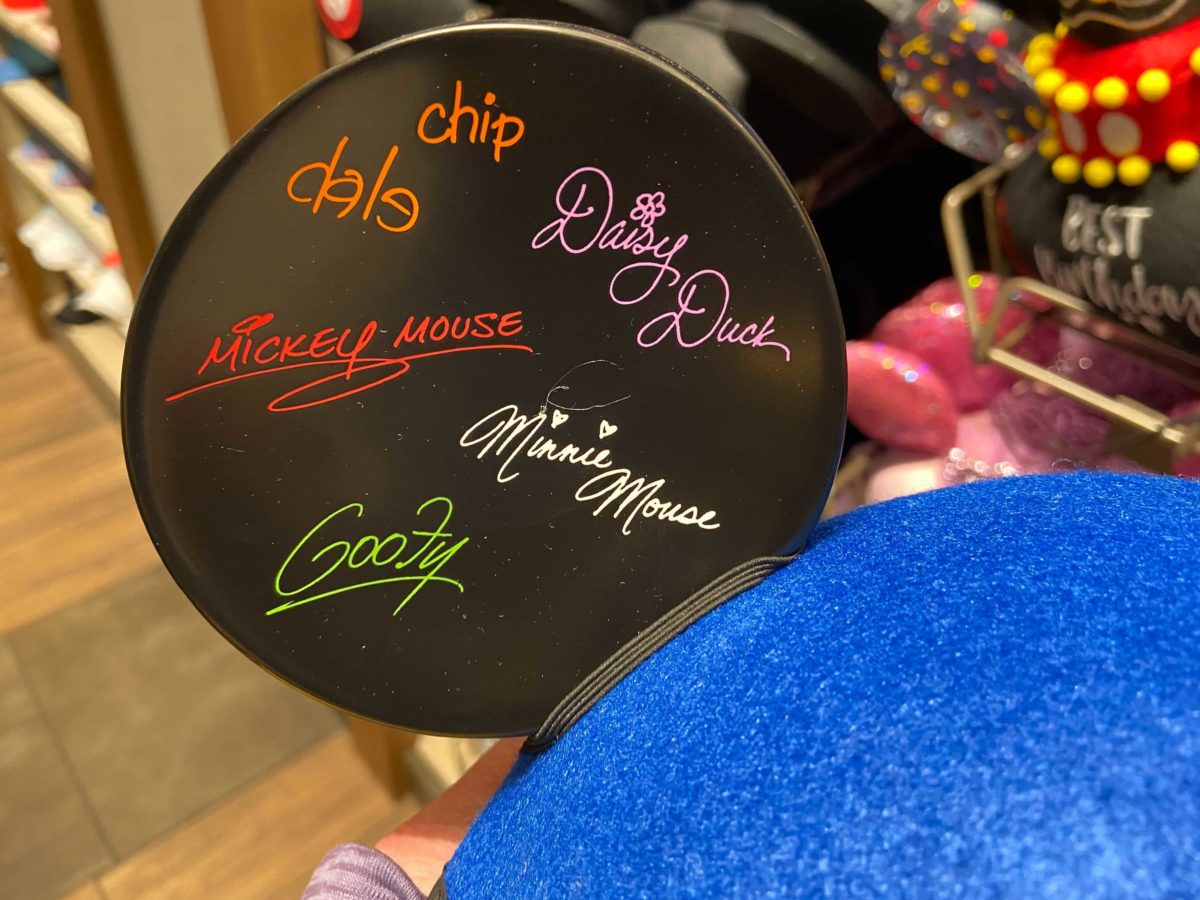 chip
dale
Daisy
Duck
MICKEY MOUSE
Minnie
Mouse
Goofy
BEST
Birthday